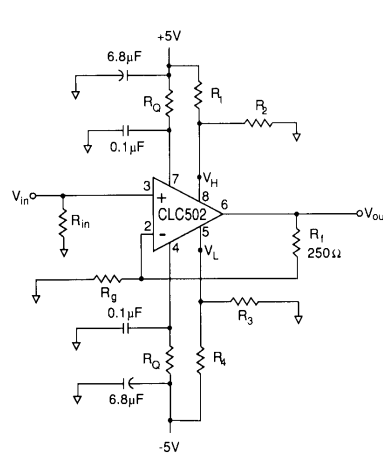 +5V
6.8μF
R1
RQ
R2
0.1μF
7
VH
8
Vin
3
+
CLC502
6
Vou
Rin
2
-
5
4
VL
Rf
250Ω
Rg
0.1μF
R3
RQ
R4
6.8μF
-5V